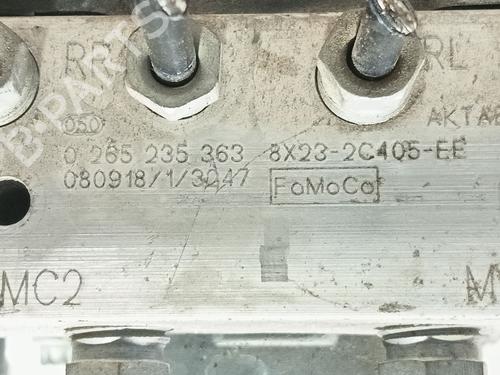 RR
RL
AKTA
050
0 265 235 363 8X23-2C405-EE
080918/1/3047 FoMoCo
MC2 M
B-PARTS